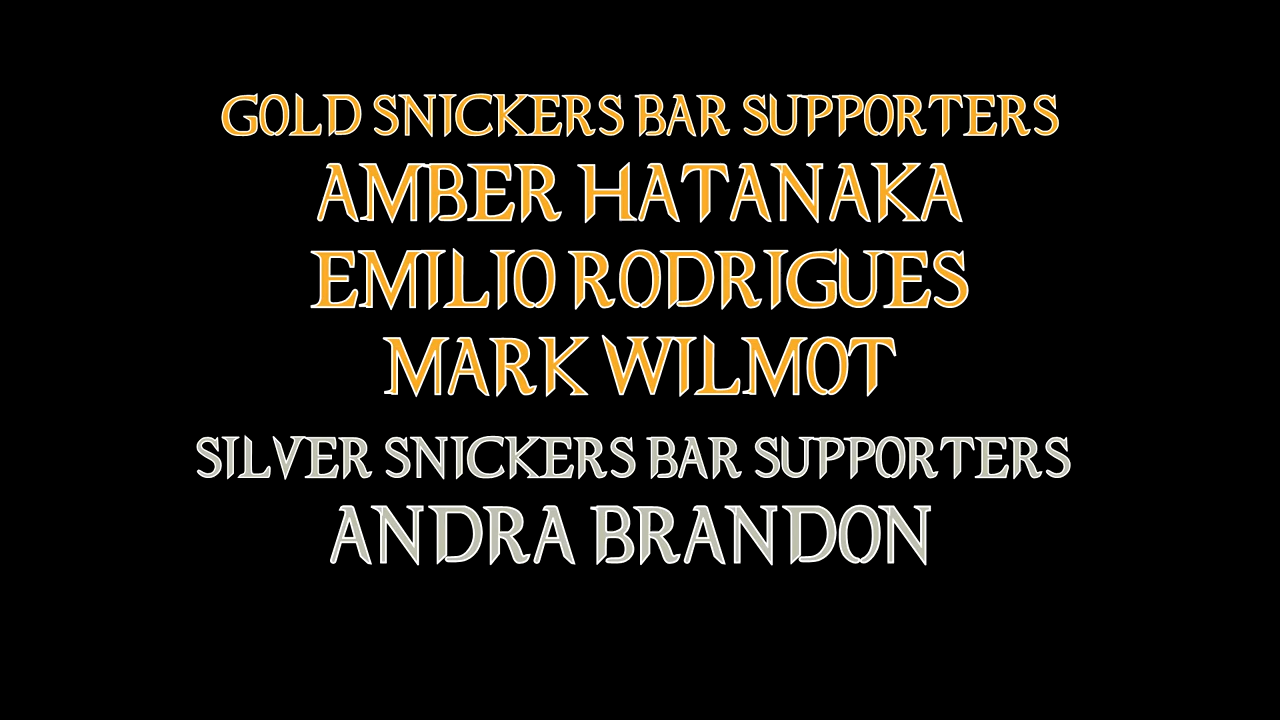 GOLD SNICKERS BAR SUPPORTERS
AMBER HATANAKA
EMILIO RODRIGUES
MARK WILMOT
SILVER SNICKERS BAR SUPPORTERS
ANDRA BRANDON